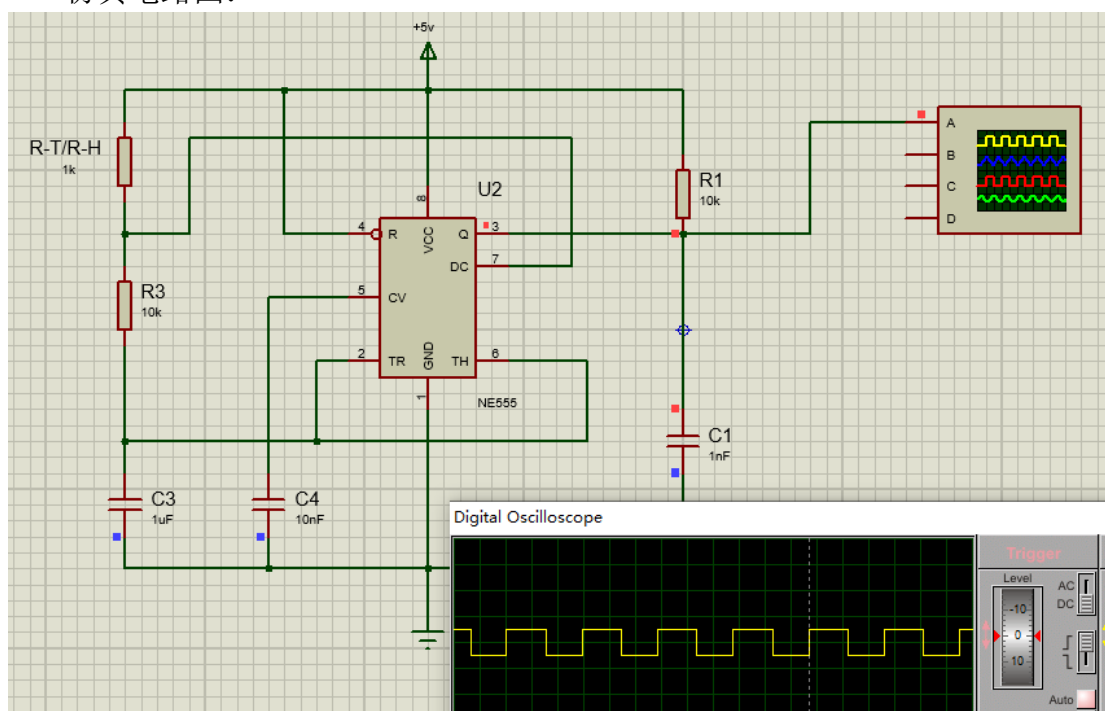 +5v
R-T/R-H
1k
R3
10k
C3
1uF
C4
10nF
U2
8
VCC
4
R
Q
3
DC
7
5
CV
2
TR
GND
TH
6
1
NE555
R1
10k
C1
1nF
A
B
C
D
Digital Oscilloscope
Trigger
Level
AC
DC
-10
0
10
Auto